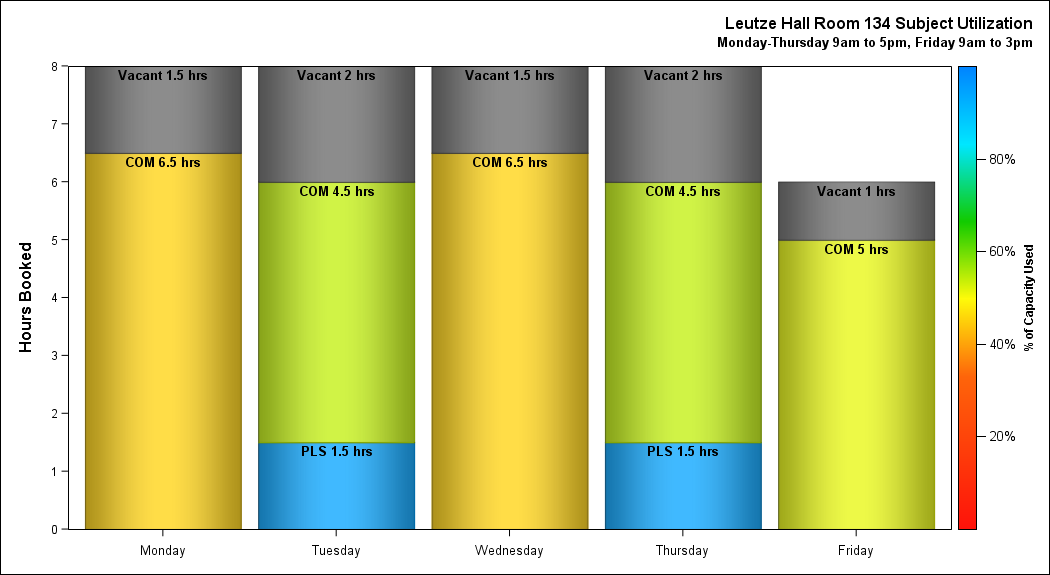 Leutze Hall Room 134 Subject Utilization
Monday-Thursday 9am to 5pm, Friday 9am to 3pm
Hours Booked
8
7
6
5
4
3
2
1
0
Vacant 1.5 hrs
COM 6.5 hrs
Vacant 2 hrs
COM 4.5 hrs
PLS 1.5 hrs
Vacant 1.5 hrs
COM 6.5 hrs
Vacant 2 hrs
COM 4.5 hrs
PLS 1.5 hrs
Vacant 1 hrs
COM 5 hrs
Monday
Tuesday
Wednesday
Thursday
Friday
80%
60%
40%
20%
% of Capacity Used